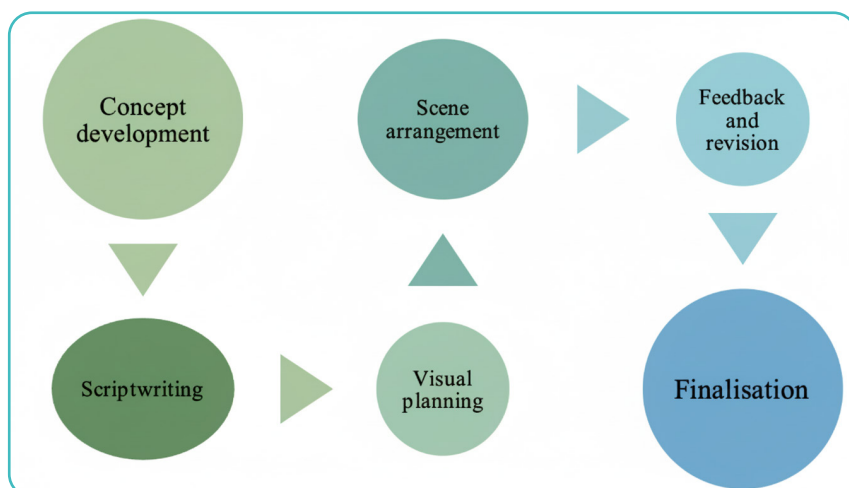 Concept
development
Scriptwriting
Visual
planning
Scene
arrangement
Feedback
and
revision
Finalisation